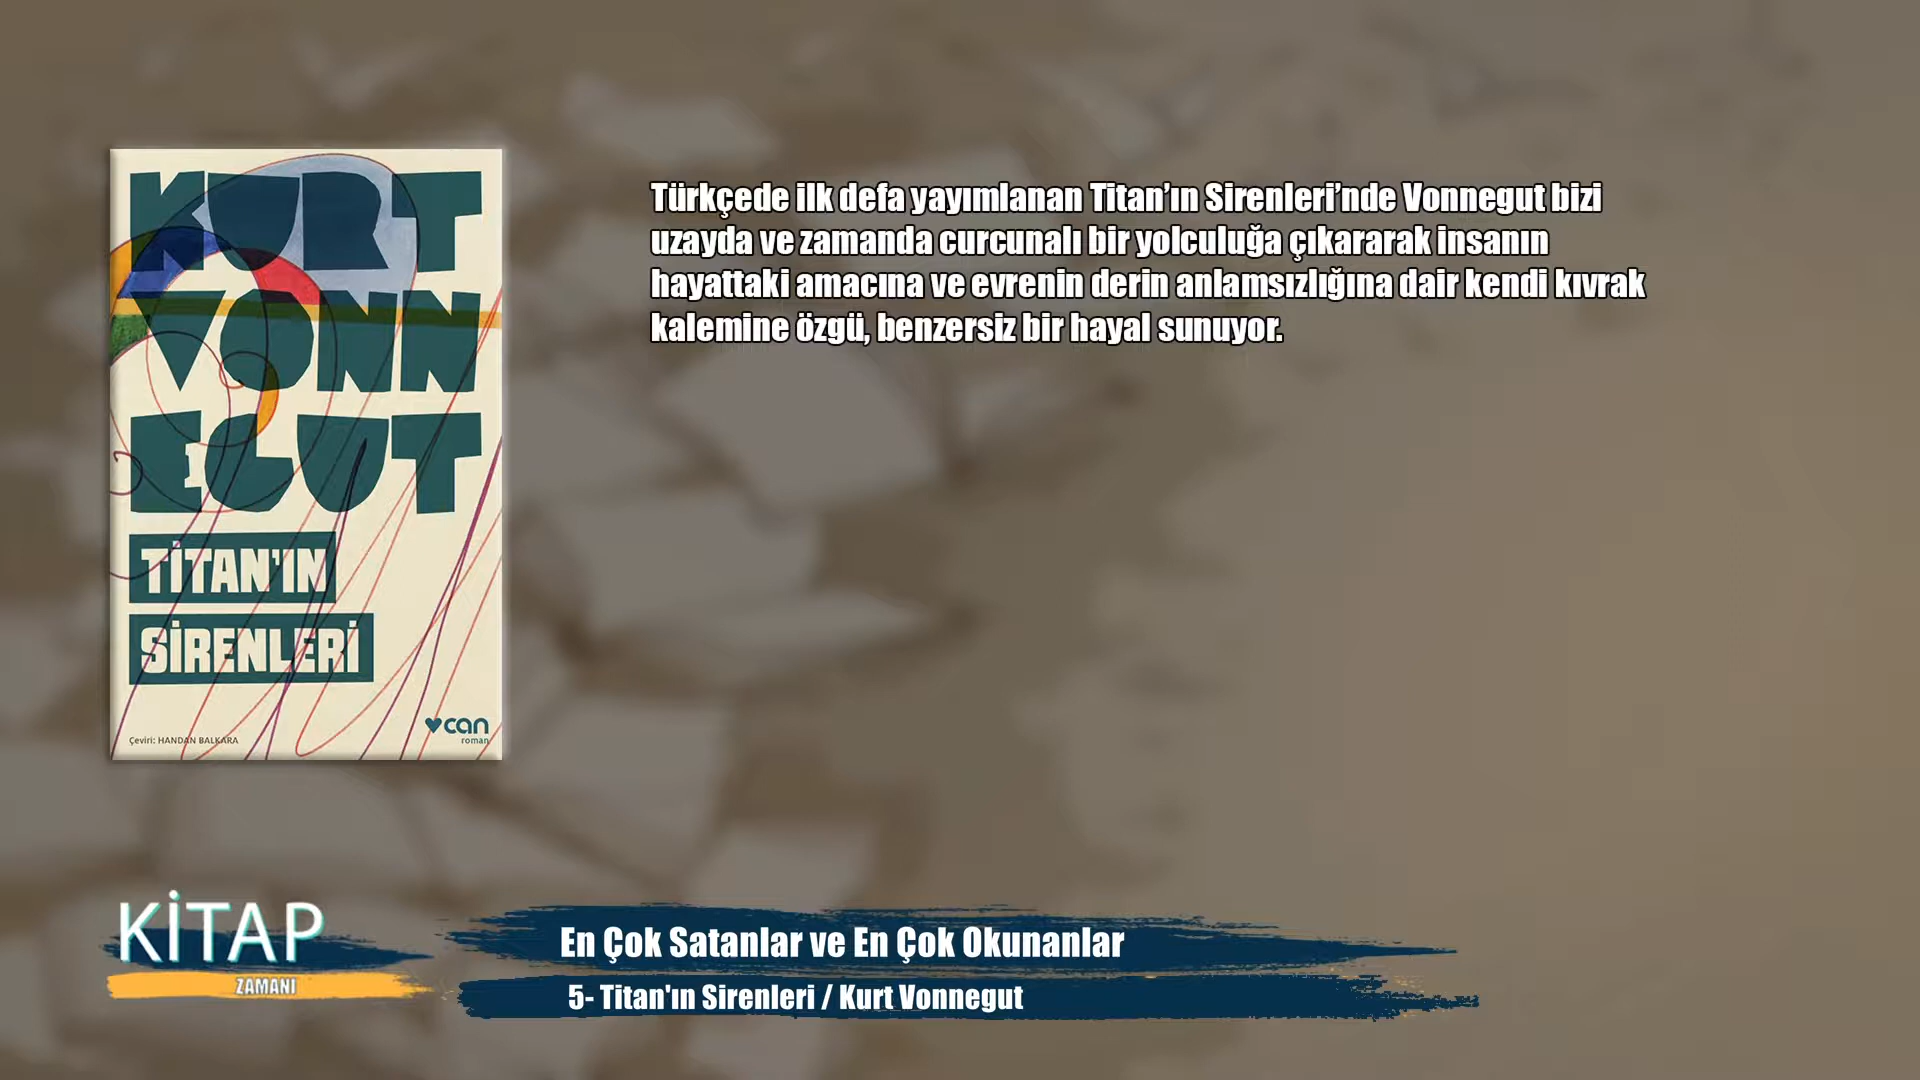 KURT
VONN
EGUT
TİTAN'IN
SİRENLERİ
Çeviri: HANDAN BALKARA
can
roman
Türkçede ilk defa yayımlanan Titan’ın Sirenleri’nde Vonnegut bizi
uzayda ve zamanda curcunalı bir yolculuğa çıkararak insanın
hayattaki amacına ve evrenin derin anlamsızlığına dair kendi kıvrak
kalemine özgü, benzersiz bir hayal sunuyor.
KİTAP
ZAMANI
En Çok Satanlar ve En Çok Okunanlar
5- Titan'ın Sirenleri / Kurt Vonnegut